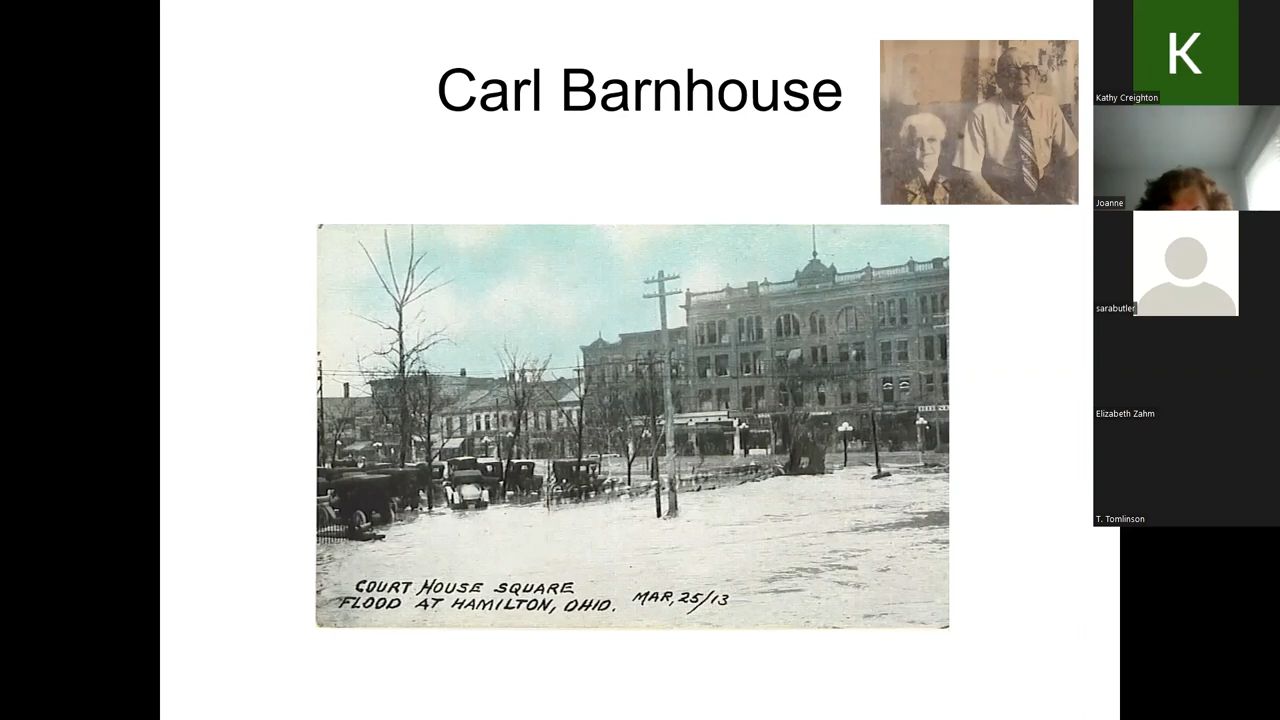 Carl Barnhouse
COURT HOUSE SQUARE
FLOOD AT HAMILTON, OHIO. MAR, 25/13
K
Kathy Creighton
Joanne
sarabutler
Elizabeth Zahm
T. Tomlinson